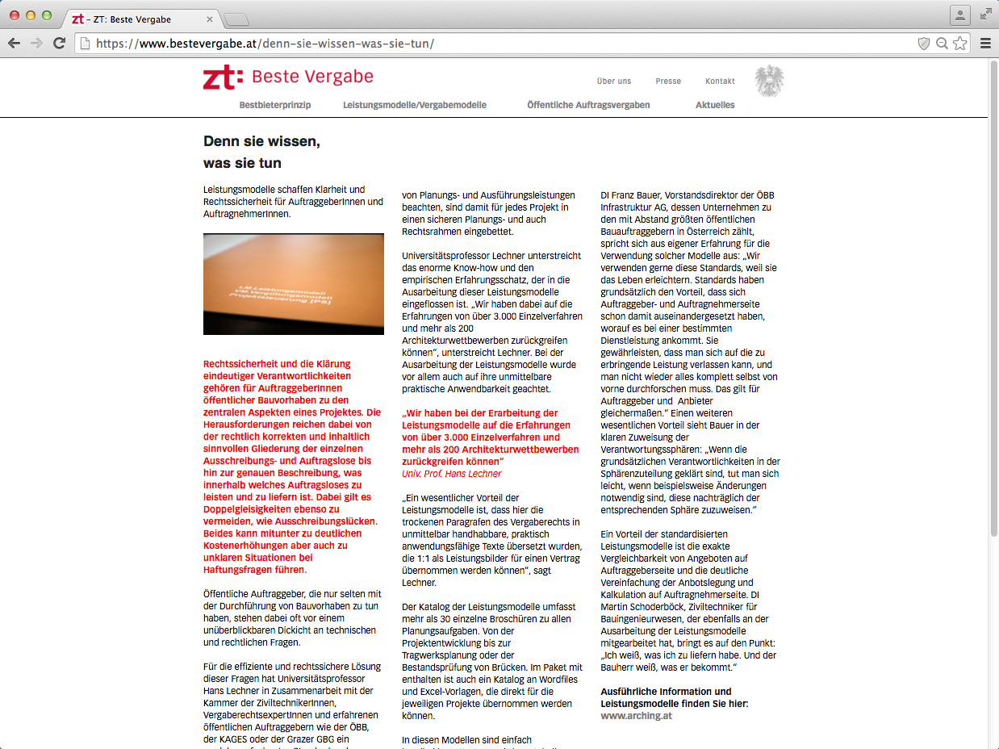 zt – ZT: Beste Vergabe
https://www.bestevergabe.at/denn-sie-wissen-was-sie-tun/
zt: Beste Vergabe
Über uns Presse Kontakt
Bestbieterprinzip Leistungsmodelle/Vergabemodelle Öffentliche Auftragsvergaben Aktuelles
Denn sie wissen,
was sie tun
Leistungsmodelle schaffen Klarheit und
Rechtssicherheit für AuftraggeberInnen und
AuftragnehmerInnen.
LM.Leistungsmodell
VM.Vergütungsmodell
Projektsteuerung [PS]
Rechtssicherheit und die Klärung
eindeutiger Verantwortlichkeiten
gehören für AuftraggeberInnen
öffentlicher Bauvorhaben zu den
zentralen Aspekten eines Projektes. Die
Herausforderungen reichen dabei von
der rechtlich korrekten und inhaltlich
sinnvollen Gliederung der einzelnen
Ausschreibungs- und Auftragslose bis
hin zur genauen Beschreibung, was
innerhalb welches Auftragsloses zu
leisten und zu liefern ist. Dabei gilt es
Doppelgleisigkeiten ebenso zu
vermeiden, wie Ausschreibungslücken.
Beides kann mitunter zu deutlichen
Kostenerhöhungen aber auch zu
unklaren Situationen bei
Haftungsfragen führen.
Öffentliche Auftraggeber, die nur selten mit
der Durchführung von Bauvorhaben zu tun
haben, stehen dabei oft vor einem
unüberblickbaren Dickicht an technischen
und rechtlichen Fragen.
Für die effiziente und rechtssichere Lösung
dieser Fragen hat Universitätsprofessor
Hans Lechner in Zusammenarbeit mit der
Kammer der ZiviltechnikerInnen,
VergaberechtsexpertInnen und erfahrenen
öffentlichen Auftraggebern wie der ÖBB,
der KAGES oder der Grazer GBG ein
von Planungs- und Ausführungsleistungen
beachten, sind damit für jedes Projekt in
einen sicheren Planungs- und auch
Rechtsrahmen eingebettet.
Universitätsprofessor Lechner unterstreicht
das enorme Know-how und den
empirischen Erfahrungsschatz, der in die
Ausarbeitung dieser Leistungsmodelle
eingeflossen ist. „Wir haben dabei auf die
Erfahrungen von über 3.000 Einzelverfahren
und mehr als 200
Architekturwettbewerben zurückgreifen
können“, unterstreicht Lechner. Bei der
Ausarbeitung der Leistungsmodelle wurde
vor allem auch auf ihre unmittelbare
praktische Anwendbarkeit geachtet.
„Wir haben bei der Erarbeitung der
Leistungsmodelle auf die Erfahrungen
von über 3.000 Einzelverfahren und
mehr als 200 Architekturwettbewerben
zurückgreifen können“
Univ. Prof. Hans Lechner
„Ein wesentlicher Vorteil der
Leistungsmodelle ist, dass hier die
trockenen Paragrafen des Vergaberechts in
unmittelbar handhabbare, praktisch
anwendungsfähige Texte übersetzt wurden,
die 1:1 als Leistungsbilder für einen Vertrag
übernommen werden können“, sagt
Lechner.
Der Katalog der Leistungsmodelle umfasst
mehr als 30 einzelne Broschüren zu allen
Planungsaufgaben. Von der
Projektentwicklung bis zur
Tragwerksplanung oder der
Bestandsprüfung von Brücken. Im Paket mit
enthalten ist auch ein Katalog an Wordfiles
und Excel-Vorlagen, die direkt für die
jeweiligen Projekte übernommen werden
können.
In diesen Modellen sind einfach
DI Franz Bauer, Vorstandsdirektor der ÖBB
Infrastruktur AG, dessen Unternehmen zu
den mit Abstand größten öffentlichen
Bauauftraggebern in Österreich zählt,
spricht sich aus eigener Erfahrung für die
Verwendung solcher Modelle aus: „Wir
verwenden gerne diese Standards, weil sie
das Leben erleichtern. Standards haben
grundsätzlich den Vorteil, dass sich
Auftraggeber- und Auftragnehmerseite
schon damit auseinandergesetzt haben,
worauf es bei einer bestimmten
Dienstleistung ankommt. Sie
gewährleisten, dass man sich auf die zu
erbringende Leistung verlassen kann, und
man nicht wieder alles komplett selbst von
vorne durchforschen muss. Das gilt für
Auftraggeber und Anbieter
gleichermaßen.“ Einen weiteren
wesentlichen Vorteil sieht Bauer in der
klaren Zuweisung der
Verantwortungssphären: „Wenn die
grundsätzlichen Verantwortlichkeiten in der
Sphärenzuteilung geklärt sind, tut man sich
leicht, wenn beispielsweise Änderungen
notwendig sind, diese nachträglich der
entsprechenden Sphäre zuzuweisen.“
Ein Vorteil der standardisierten
Leistungsmodelle ist die exakte
Vergleichbarkeit von Angeboten auf
Auftraggeberseite und die deutliche
Vereinfachung der Anbotslegung und
Kalkulation auf Auftragnehmerseite. DI
Martin Schoderböck, Ziviltechniker für
Bauingenieurwesen, der ebenfalls an der
Ausarbeitung der Leistungsmodelle
mitgearbeitet hat, bringt es auf den Punkt:
„Ich weiß, was ich zu liefern habe. Und der
Bauherr weiß, was er bekommt.“
Ausführliche Information und
Leistungsmodelle finden Sie hier:
www.arching.at